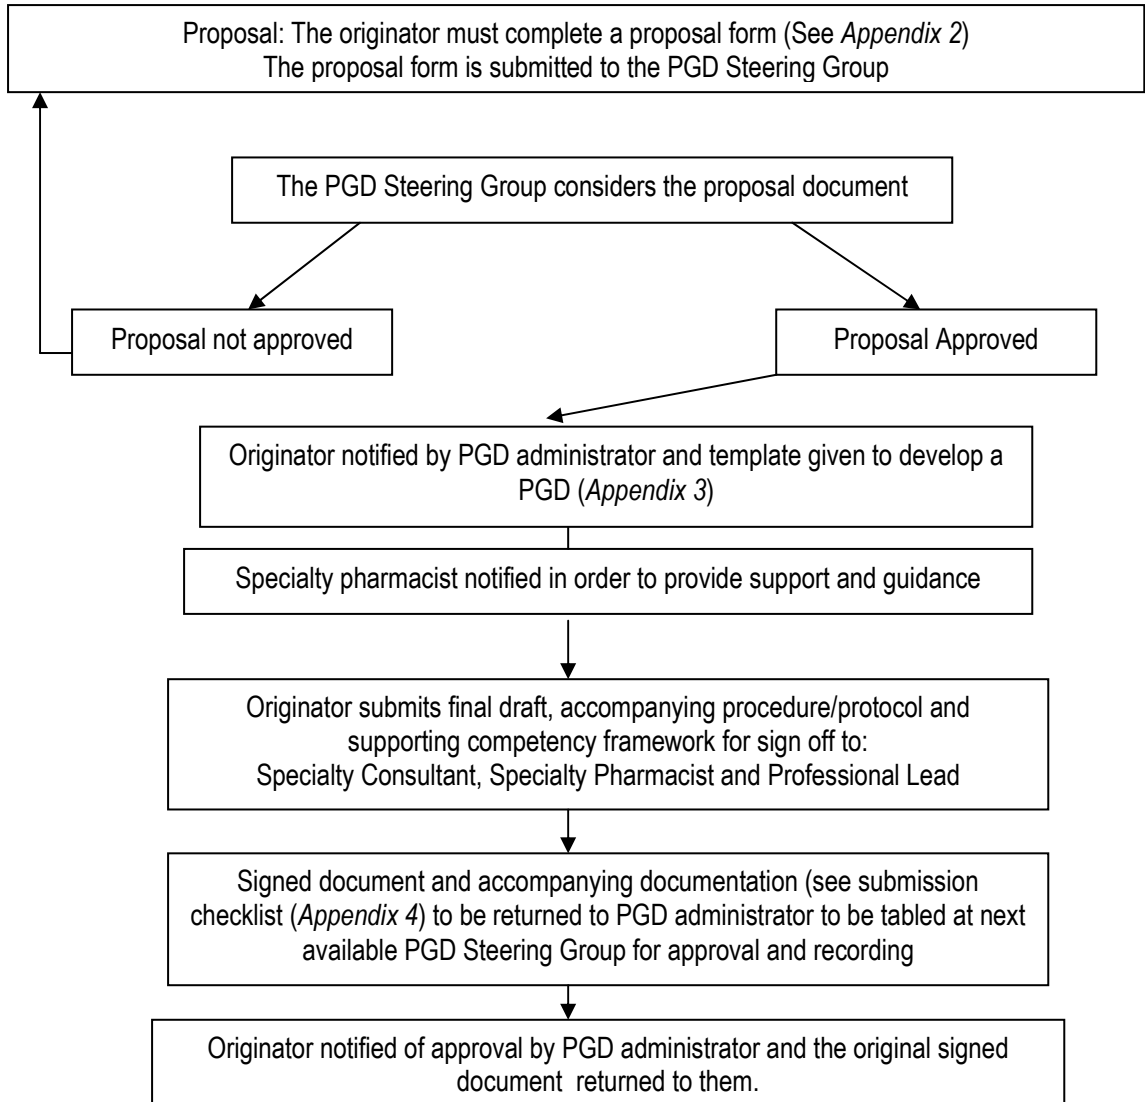 Proposal: The originator must complete a proposal form (See Appendix 2)
The proposal form is submitted to the PGD Steering Group
The PGD Steering Group considers the proposal document
Proposal not approved
Proposal Approved
Originator notified by PGD administrator and template given to develop a
PGD (Appendix 3)
Specialty pharmacist notified in order to provide support and guidance
Originator submits final draft, accompanying procedure/protocol and
supporting competency framework for sign off to:
Specialty Consultant, Specialty Pharmacist and Professional Lead
Signed document and accompanying documentation (see submission
checklist (Appendix 4) to be returned to PGD administrator to be tabled at next
available PGD Steering Group for approval and recording
Originator notified of approval by PGD administrator and the original signed
document returned to them.